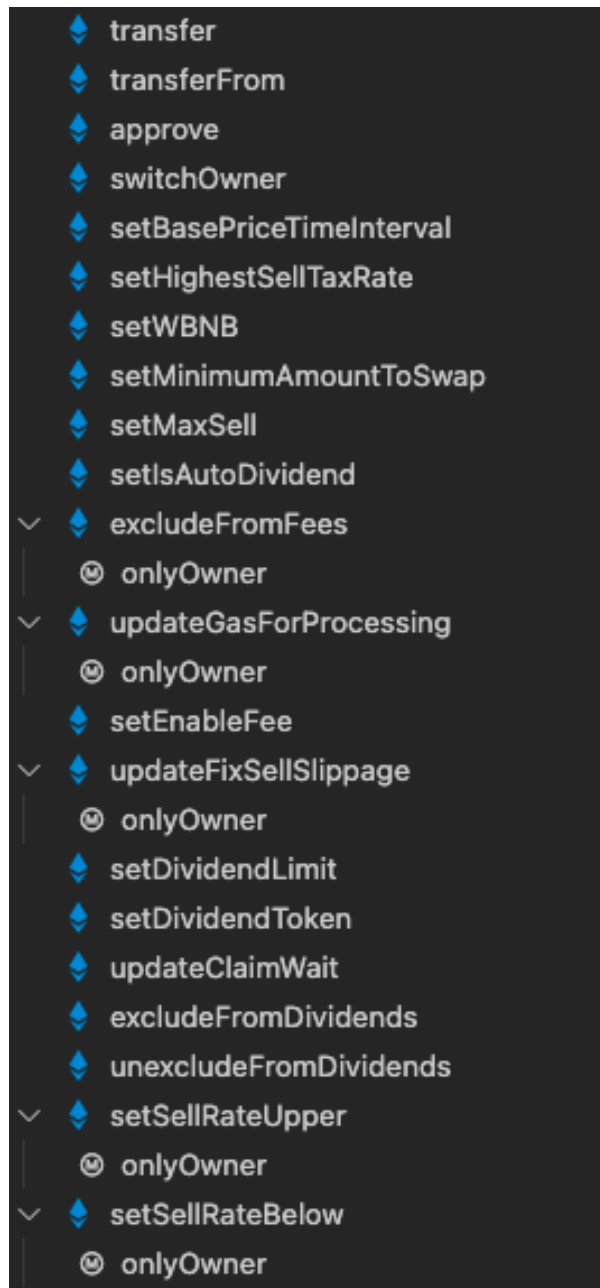 transfer
transferFrom
approve
switchOwner
setBasePriceTimeInterval
setHighestSellTaxRate
setWBNB
setMinimumAmountToSwap
setMaxSell
setIsAutoDividend
excludeFromFees
onlyOwner
updateGasForProcessing
onlyOwner
setEnableFee
updateFixSellSlippage
onlyOwner
setDividendLimit
setDividendToken
updateClaimWait
excludeFromDividends
unexcludeFromDividends
setSellRateUpper
onlyOwner
setSellRateBelow
onlyOwner